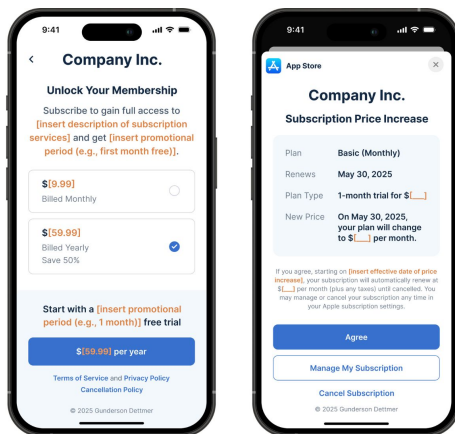 9:41
Company Inc.
Unlock Your Membership
Subscribe to gain full access to
[insert description of subscription
services] and get [insert promotional
period (e.g., first month free)].
$[9.99]
Billed Monthly
$[59.99]
Billed Yearly
Save 50%
Start with a [insert promotional
period (e.g., 1 month)] free trial
$[59.99] per year
Terms of Service and Privacy Policy
Cancellation Policy
© 2025 Gunderson Dettmer
9:41
App Store
Company Inc.
Subscription Price Increase
Plan Basic (Monthly)
Renews May 30, 2025
Plan Type 1-month trial for $[__]
New Price On May 30, 2025,
your plan will change
to $[__] per month.
If you agree, starting on [insert effective date of price
increase], your subscription will automatically renew at
$[__] per month (plus any taxes) until cancelled. You
may manage or cancel your subscription any time in
your Apple subscription settings.
Agree
Manage My Subscription
Cancel Subscription
© 2025 Gunderson Dettmer